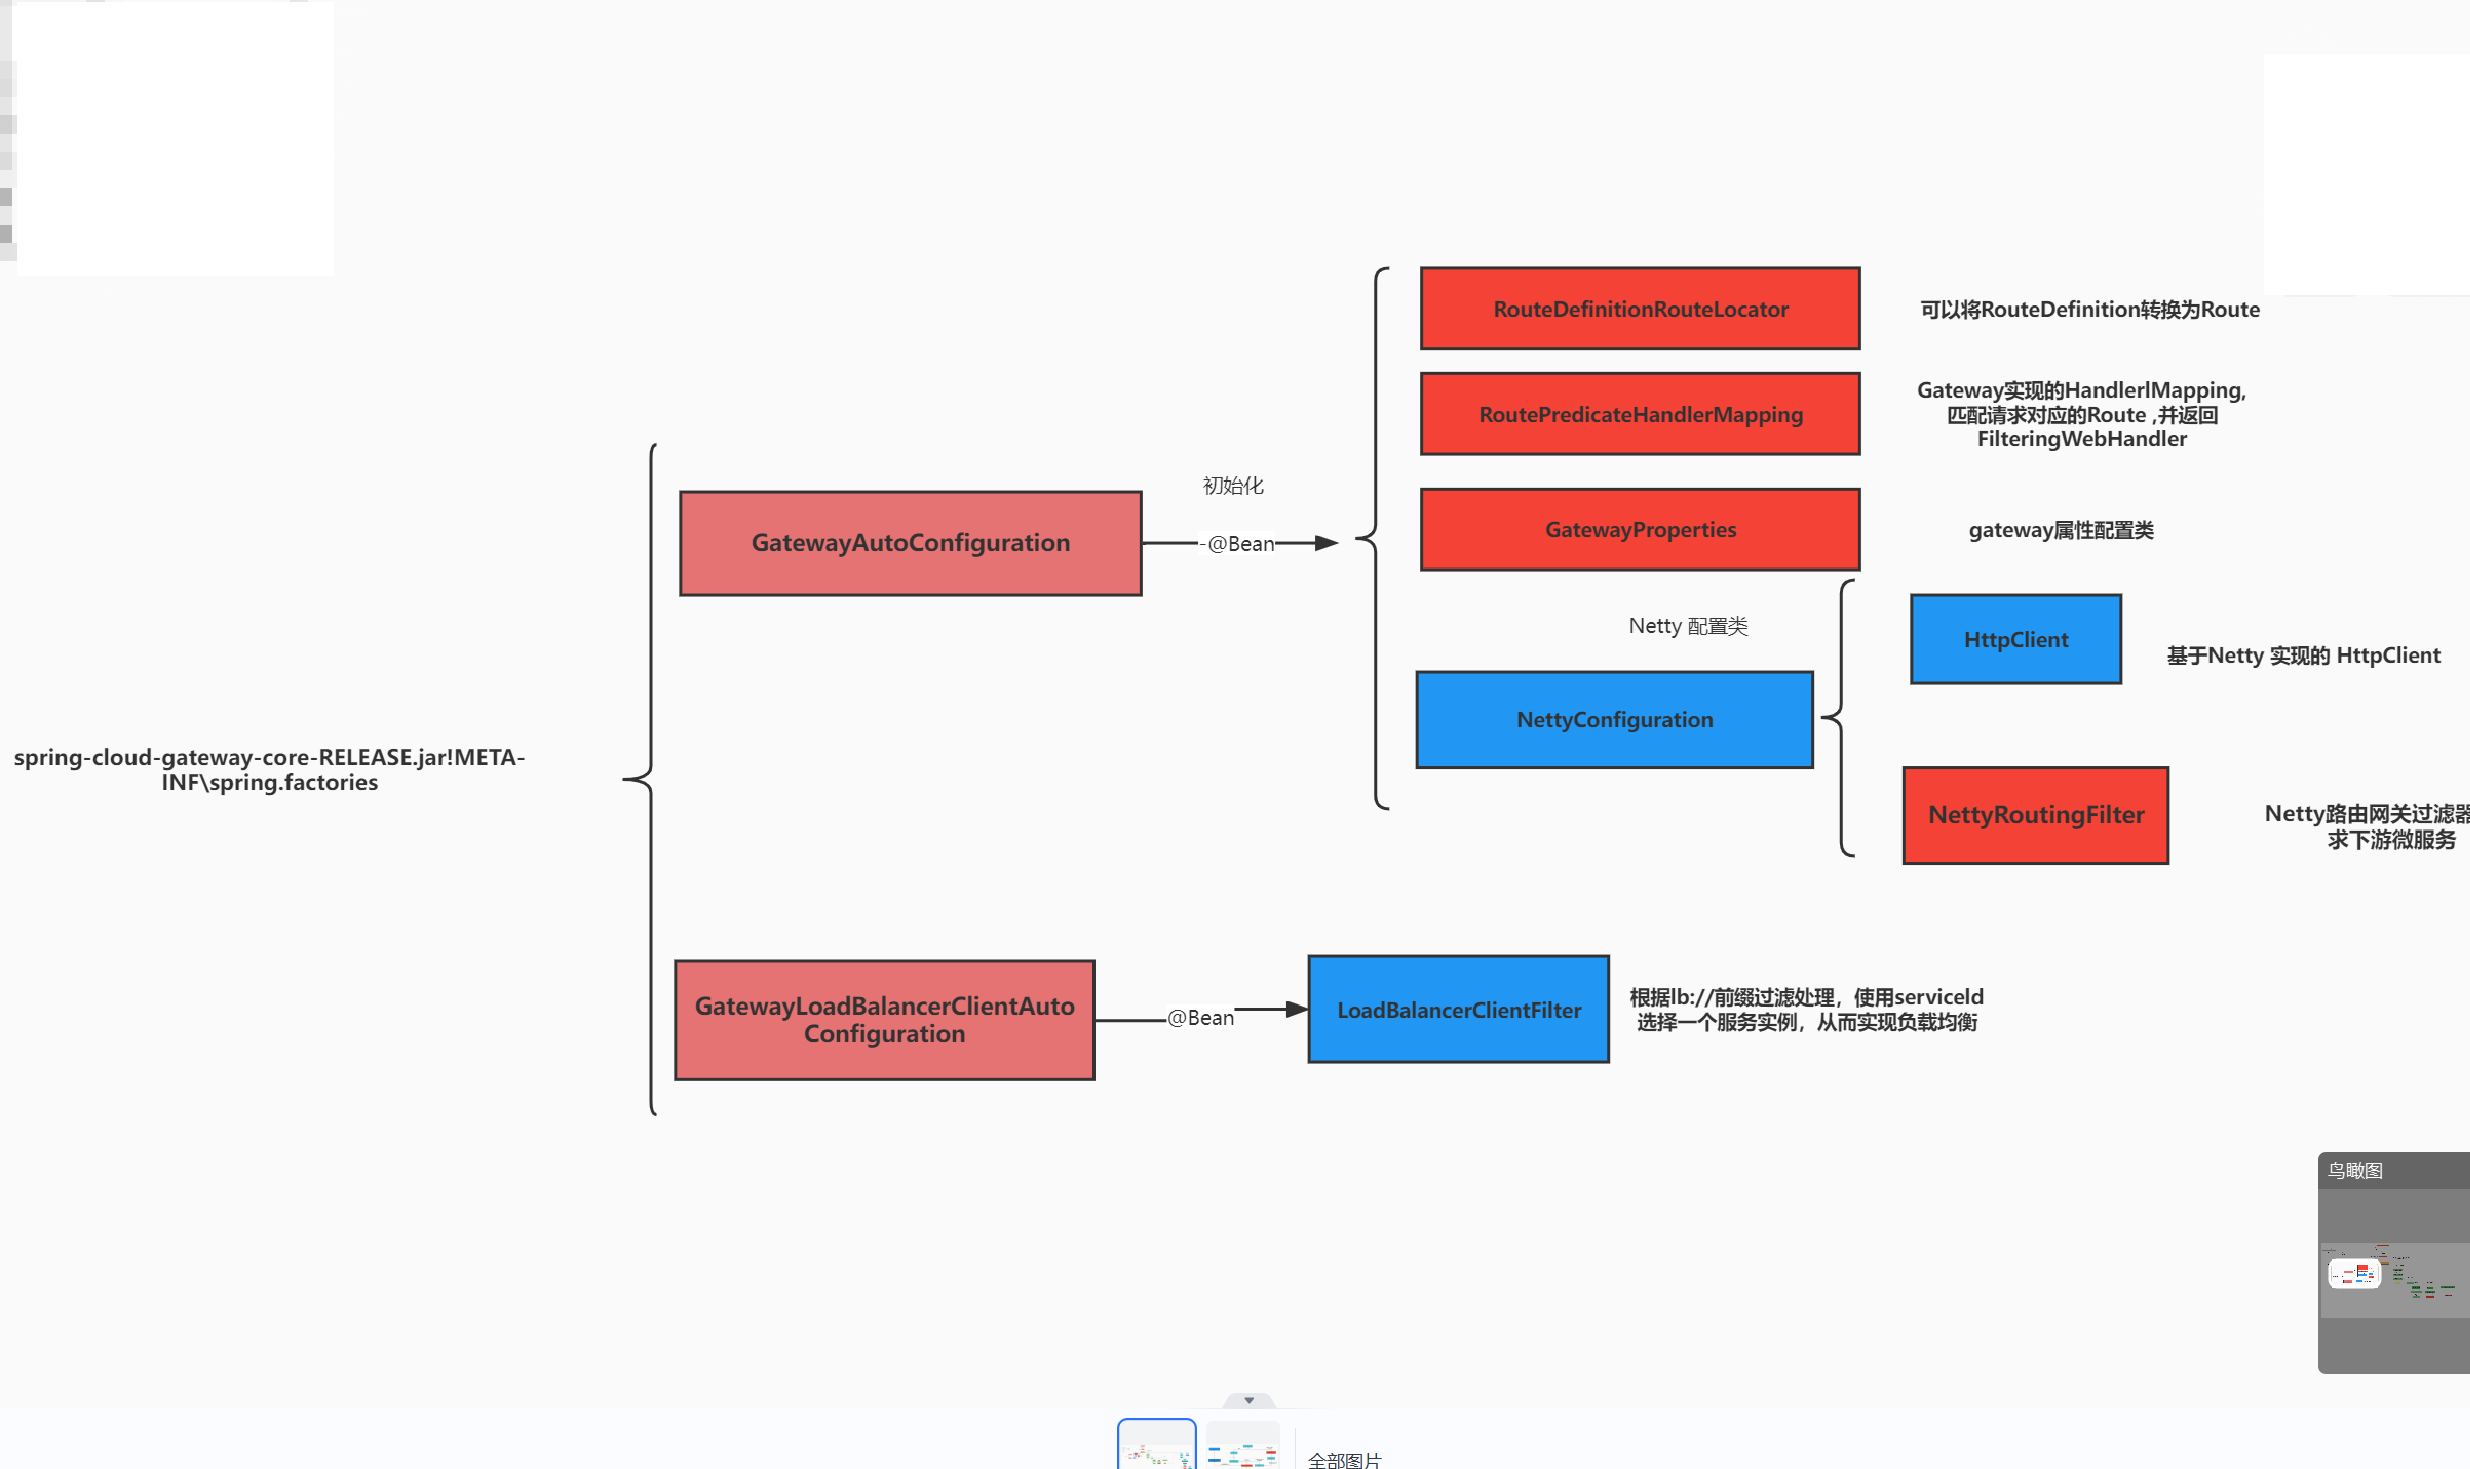 spring-cloud-gateway-core-RELEASE.jar!META-
INF\spring.factories
GatewayAutoConfiguration
初始化
-@Bean
RouteDefinitionRouteLocator
可以将RouteDefinition转换为Route
RoutePredicateHandlerMapping
Gateway实现的HandlerlMapping,
匹配请求对应的Route ,并返回
FilteringWebHandler
GatewayProperties
gateway属性配置类
Netty 配置类
NettyConfiguration
HttpClient
基于Netty 实现的 HttpClient
NettyRoutingFilter
Netty路由网关过滤器
求下游微服务
GatewayLoadBalancerClientAuto
Configuration
@Bean
LoadBalancerClientFilter
根据lb://前缀过滤处理，使用serviceId
选择一个服务实例，从而实现负载均衡
鸟瞰图
全部图片